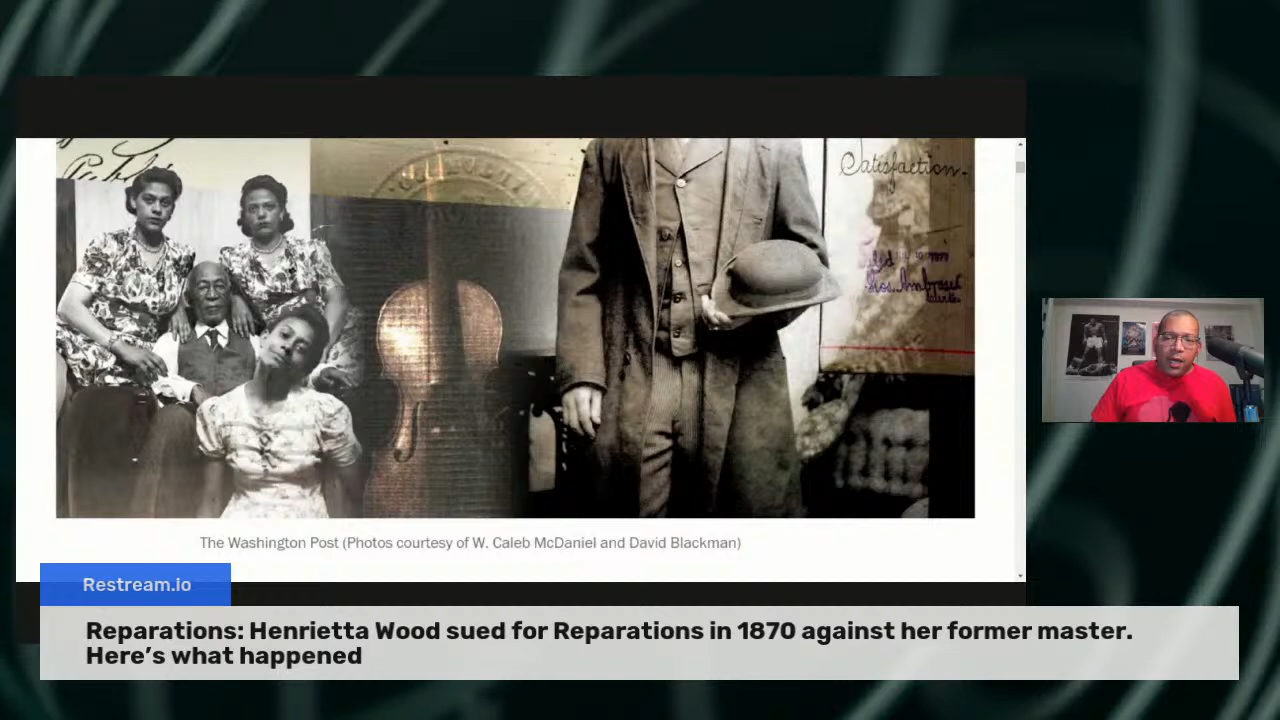 Satisfaction.
The Washington Post (Photos courtesy of W. Caleb McDaniel and David Blackman)
Restream.io
Reparations: Henrietta Wood sued for Reparations in 1870 against her former master.
Here's what happened